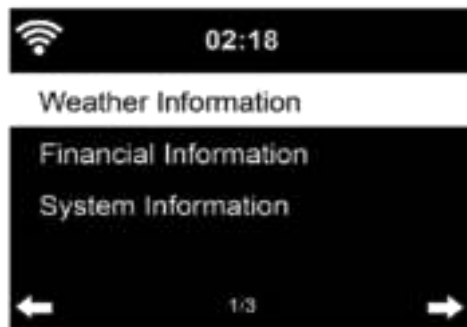 02:18
Weather Information
Financial Information
System Information
1/3